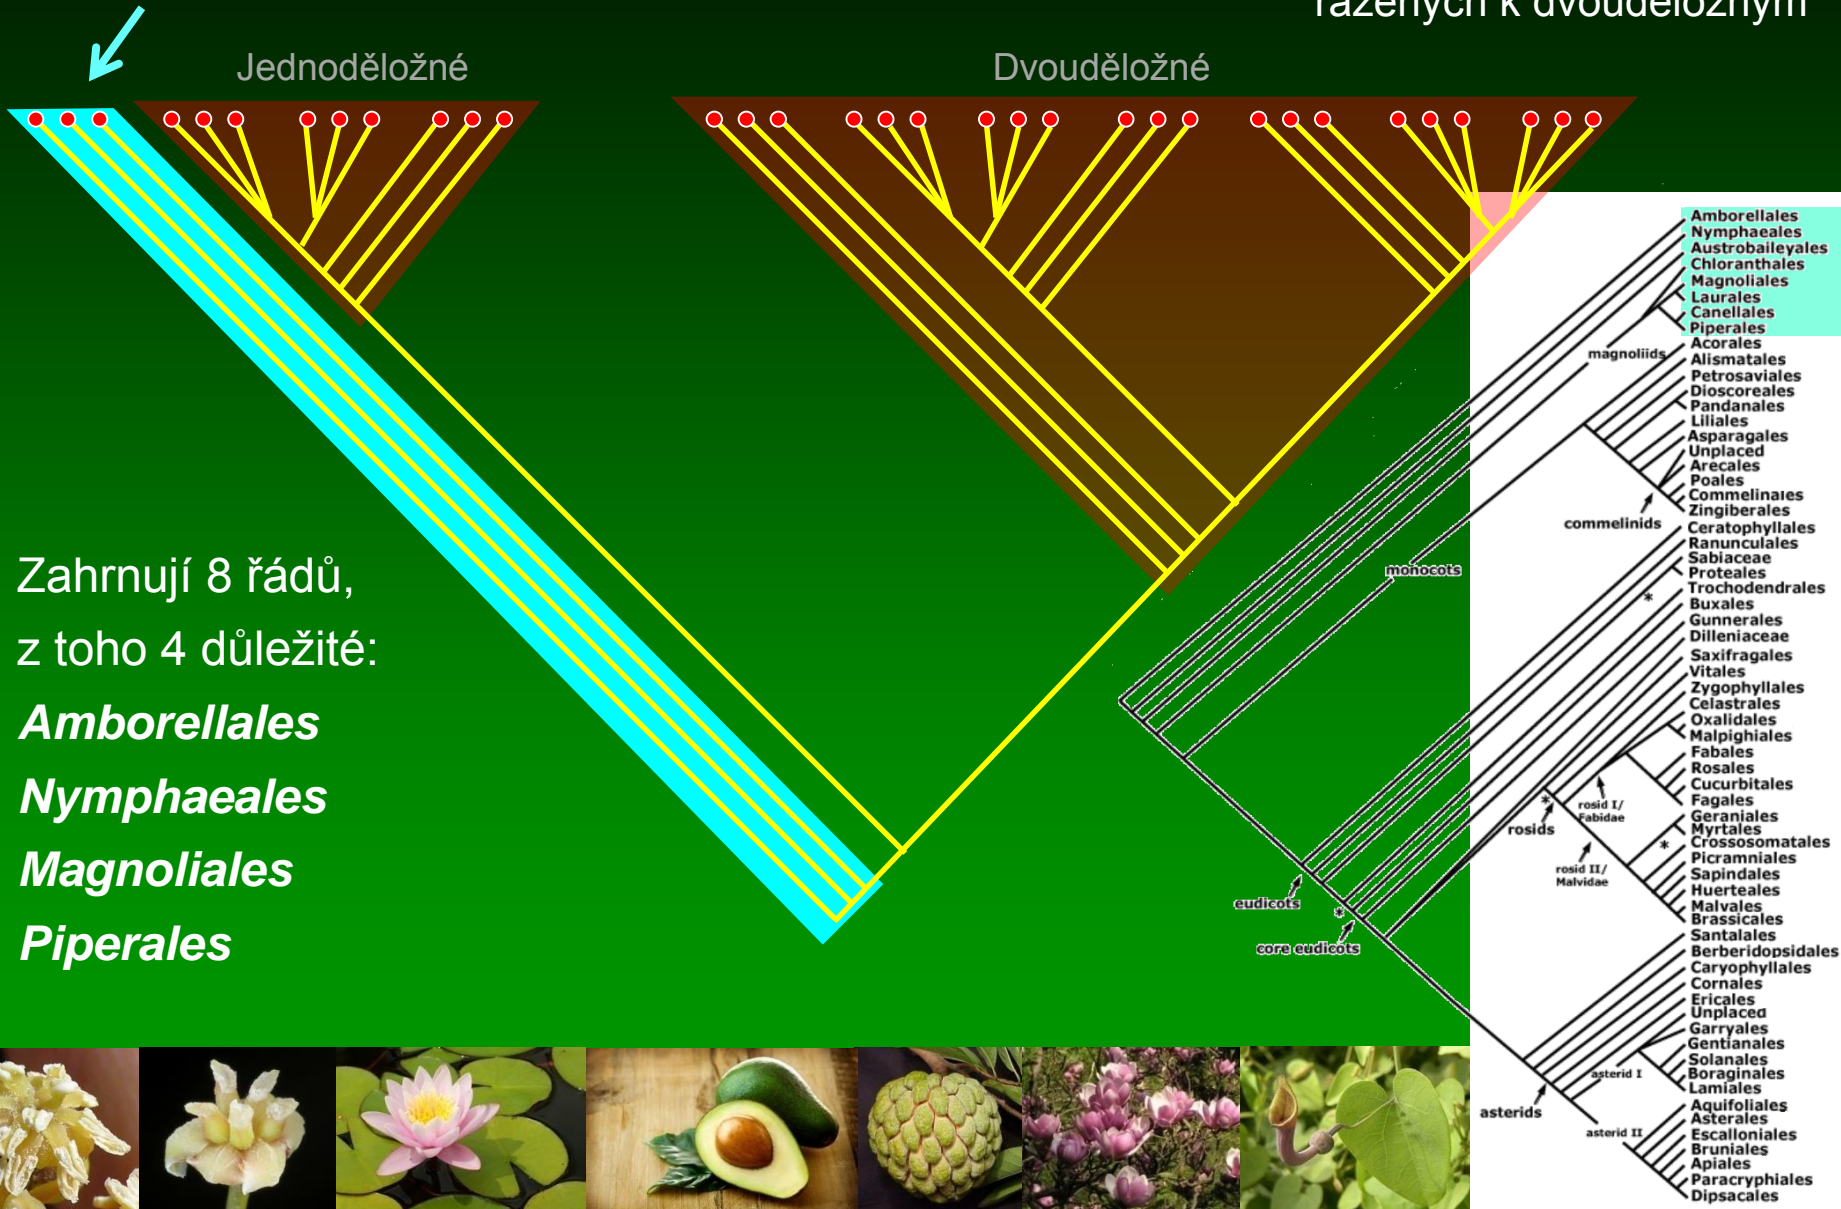 řazených k dvouděložným
Jednoděložné
Dvouděložné
Zahrnují 8 řádů,
z toho 4 důležité:
Amborellales
Nymphaeales
Magnoliales
Piperales
Amborellales
Nymphaeales
Austrobaileyales
Chloranthales
Magnoliales
Laurales
Canellales
Piperales
magnoliids
Acorales
Alismatales
Petrosaviales
Dioscoreales
Pandanales
Liliales
Asparagales
Unplaced
Arecales
Poales
Commelinales
Zingiberales
commelinids
monocots
Ceratophyllales
Ranunculales
Sabiaceae
Proteales
Trochodendrales
*
Buxales
Gunnerales
Dilleniaceae
Saxifragales
Vitales
Zygophyllales
Celastrales
Oxalidales
Malpighiales
Fabales
Rosales
Cucurbitales
Fagales
rosid I/
Fabidae
*
rosids
Geraniales
Myrtales
Crossosomatales
*
Picramniales
Sapindales
Huerteales
Malvales
Brassicales
rosid II/
Malvidae
eudicots
*
core eudicots
Santalales
Berberidopsidales
Caryophyllales
Cornales
Ericales
Unplaced
Garryales
Gentianales
Solanales
Boraginales
Lamiales
asterid I
asterids
Aquifoliales
Asterales
Escalloniales
Bruniales
Apiales
Paracryphiales
Dipsacales
asterid II